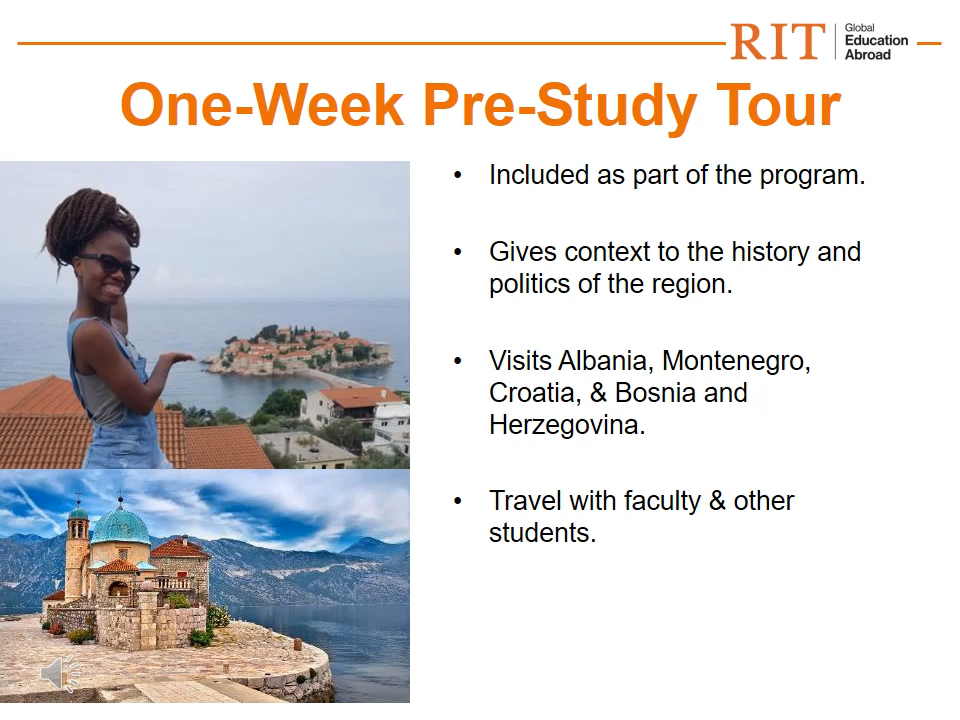 RIT
Global
Education
Abroad
One-Week Pre-Study Tour
• Included as part of the program.
• Gives context to the history and
politics of the region.
• Visits Albania, Montenegro,
Croatia, & Bosnia and
Herzegovina.
• Travel with faculty & other
students.